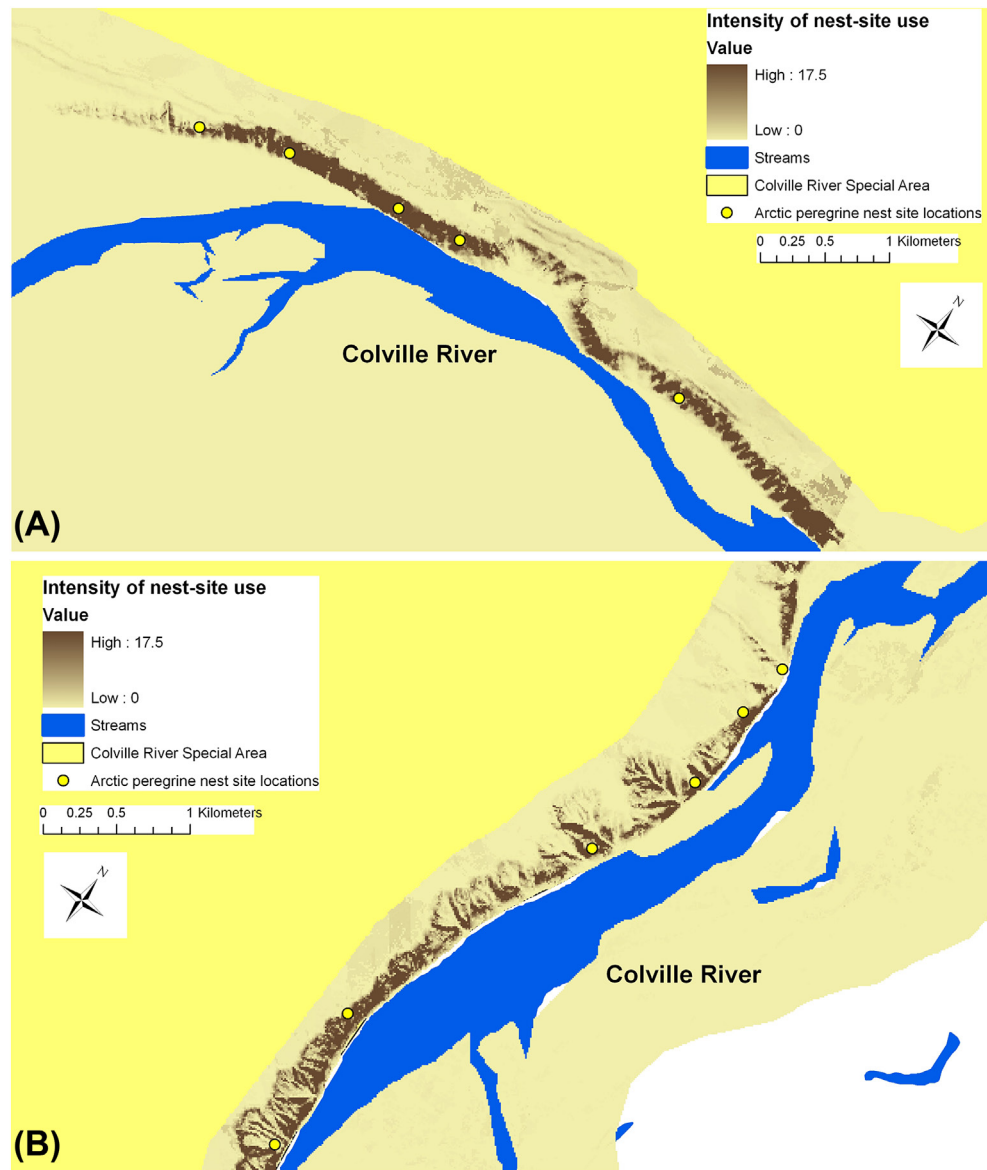 Intensity of nest-site use
Value
High : 17.5
Low : 0
Streams
Colville River Special Area
Arctic peregrine nest site locations
0 0.25 0.5 1 Kilometers
N
Colville River
(A)
Intensity of nest-site use
Value
High : 17.5
Low : 0
Streams
Colville River Special Area
Arctic peregrine nest site locations
0 0.25 0.5 1 Kilometers
N
Colville River
(B)